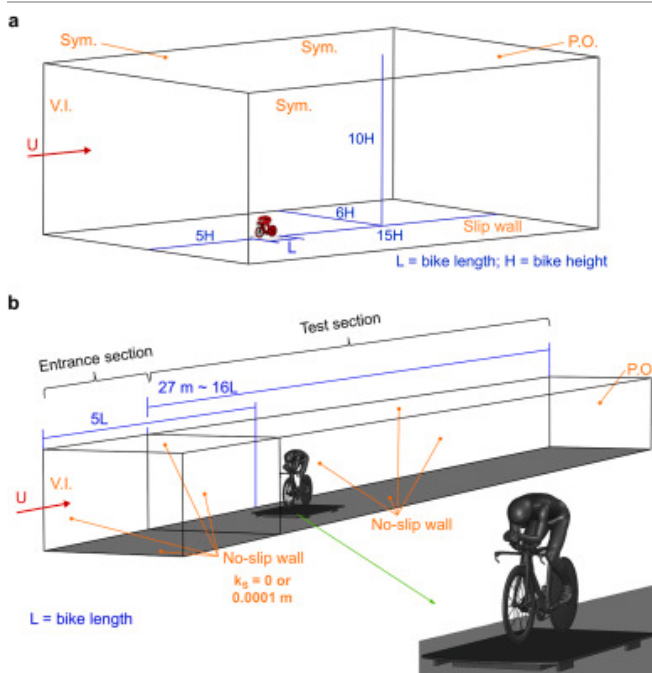 a
Sym.
Sym.
P.O.
V.I.
Sym.
U
10H
6H
5H
15H
Slip wall
L
L = bike length; H = bike height
b
Test section
Entrance section
27 m ~ 16L
P.O.
5L
V.I.
U
No-slip wall
No-slip wall
kₛ = 0 or
0.0001 m
L = bike length